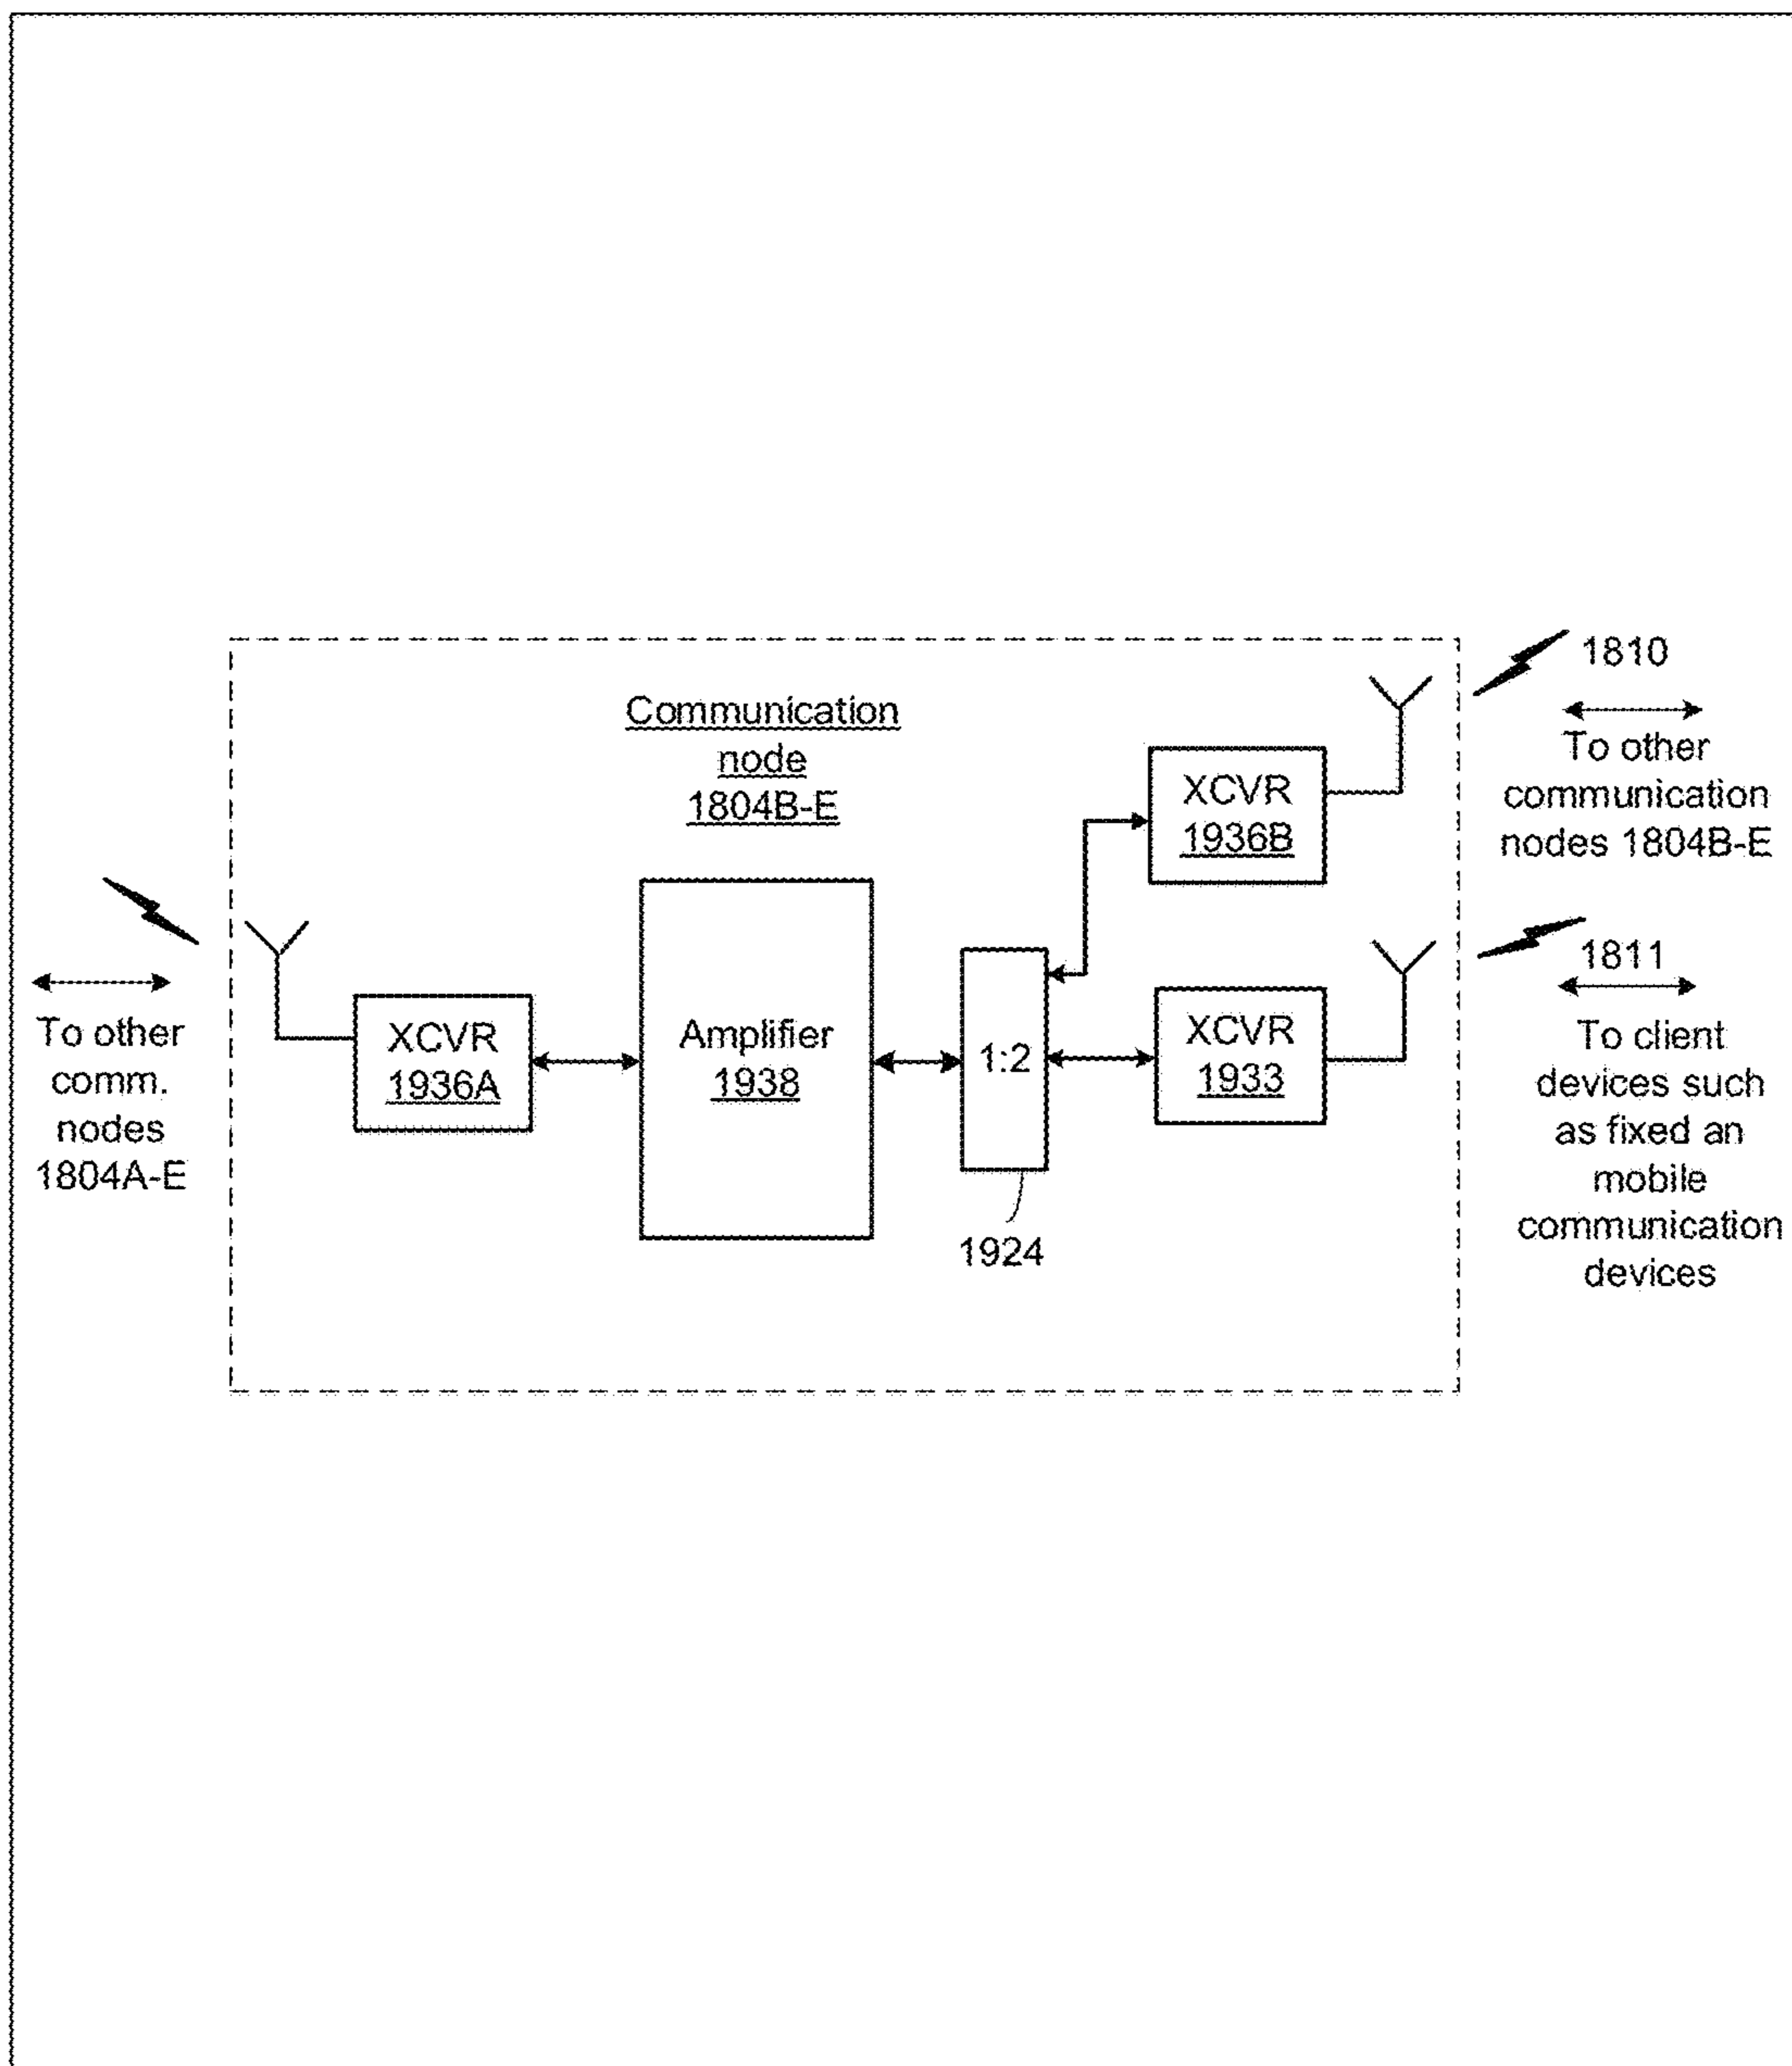 Communication
node
1804B-E
To other
comm.
nodes
1804A-E
XCVR
1936A
Amplifier
1938
1:2
1924
XCVR
1936B
XCVR
1933
1810
To other
communication
nodes 1804B-E
1811
To client
devices such
as fixed an
mobile
communication
devices